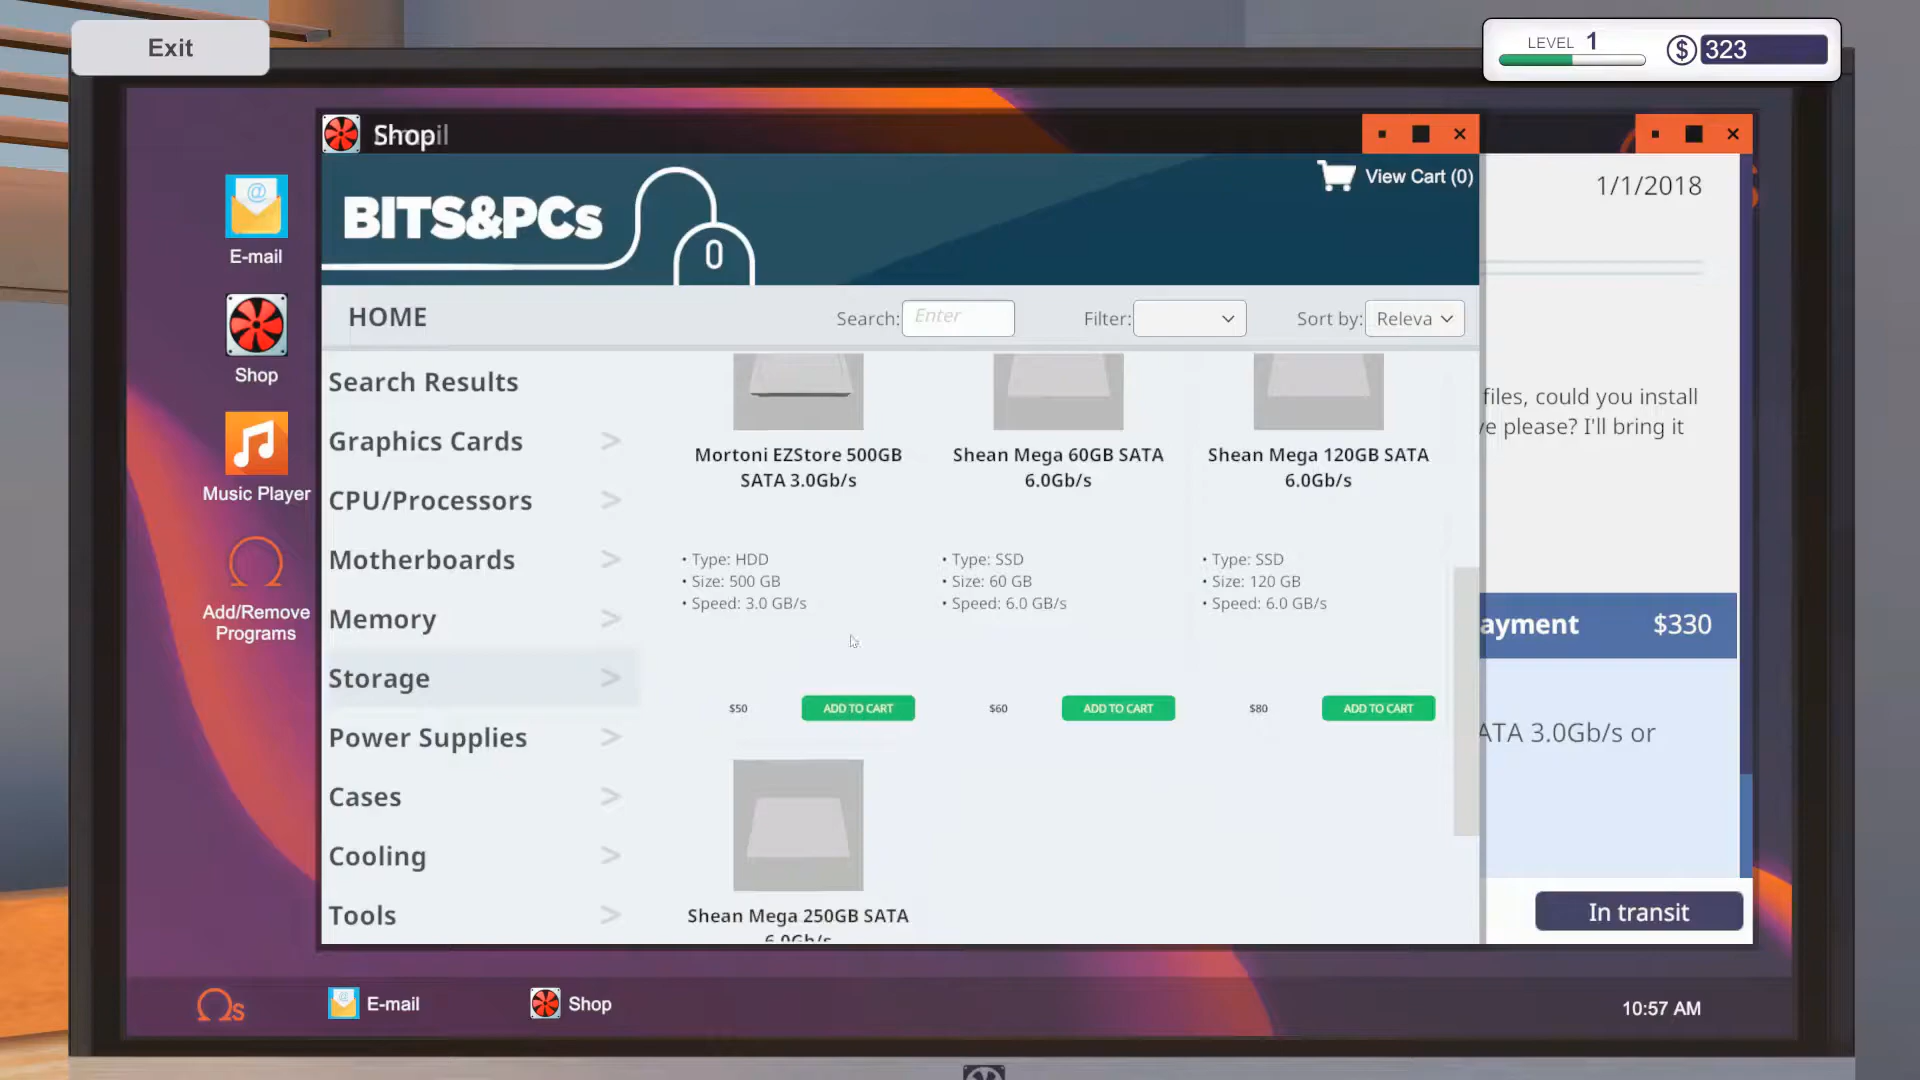 Exit
LEVEL 1
$ 323
Shop
View Cart (0)
BITS&PCs
1/1/2018
HOME
Search: Enter
Filter:
Sort by: Releva
E-mail
Shop
Music Player
Add/Remove
Programs
Search Results
Graphics Cards >
CPU/Processors >
Motherboards >
Memory >
Storage >
Power Supplies >
Cases >
Cooling >
Tools >
Mortoni EZStore 500GB
SATA 3.0Gb/s
• Type: HDD
• Size: 500 GB
• Speed: 3.0 GB/s
$50 ADD TO CART
Shean Mega 60GB SATA
6.0Gb/s
• Type: SSD
• Size: 60 GB
• Speed: 6.0 GB/s
$60 ADD TO CART
Shean Mega 120GB SATA
6.0Gb/s
• Type: SSD
• Size: 120 GB
• Speed: 6.0 GB/s
$80 ADD TO CART
Shean Mega 250GB SATA
6.0Gb/s
files, could you install
please? I'll bring it
ayment $330
ATA 3.0Gb/s or
In transit
Ωs
E-mail
Shop
10:57 AM